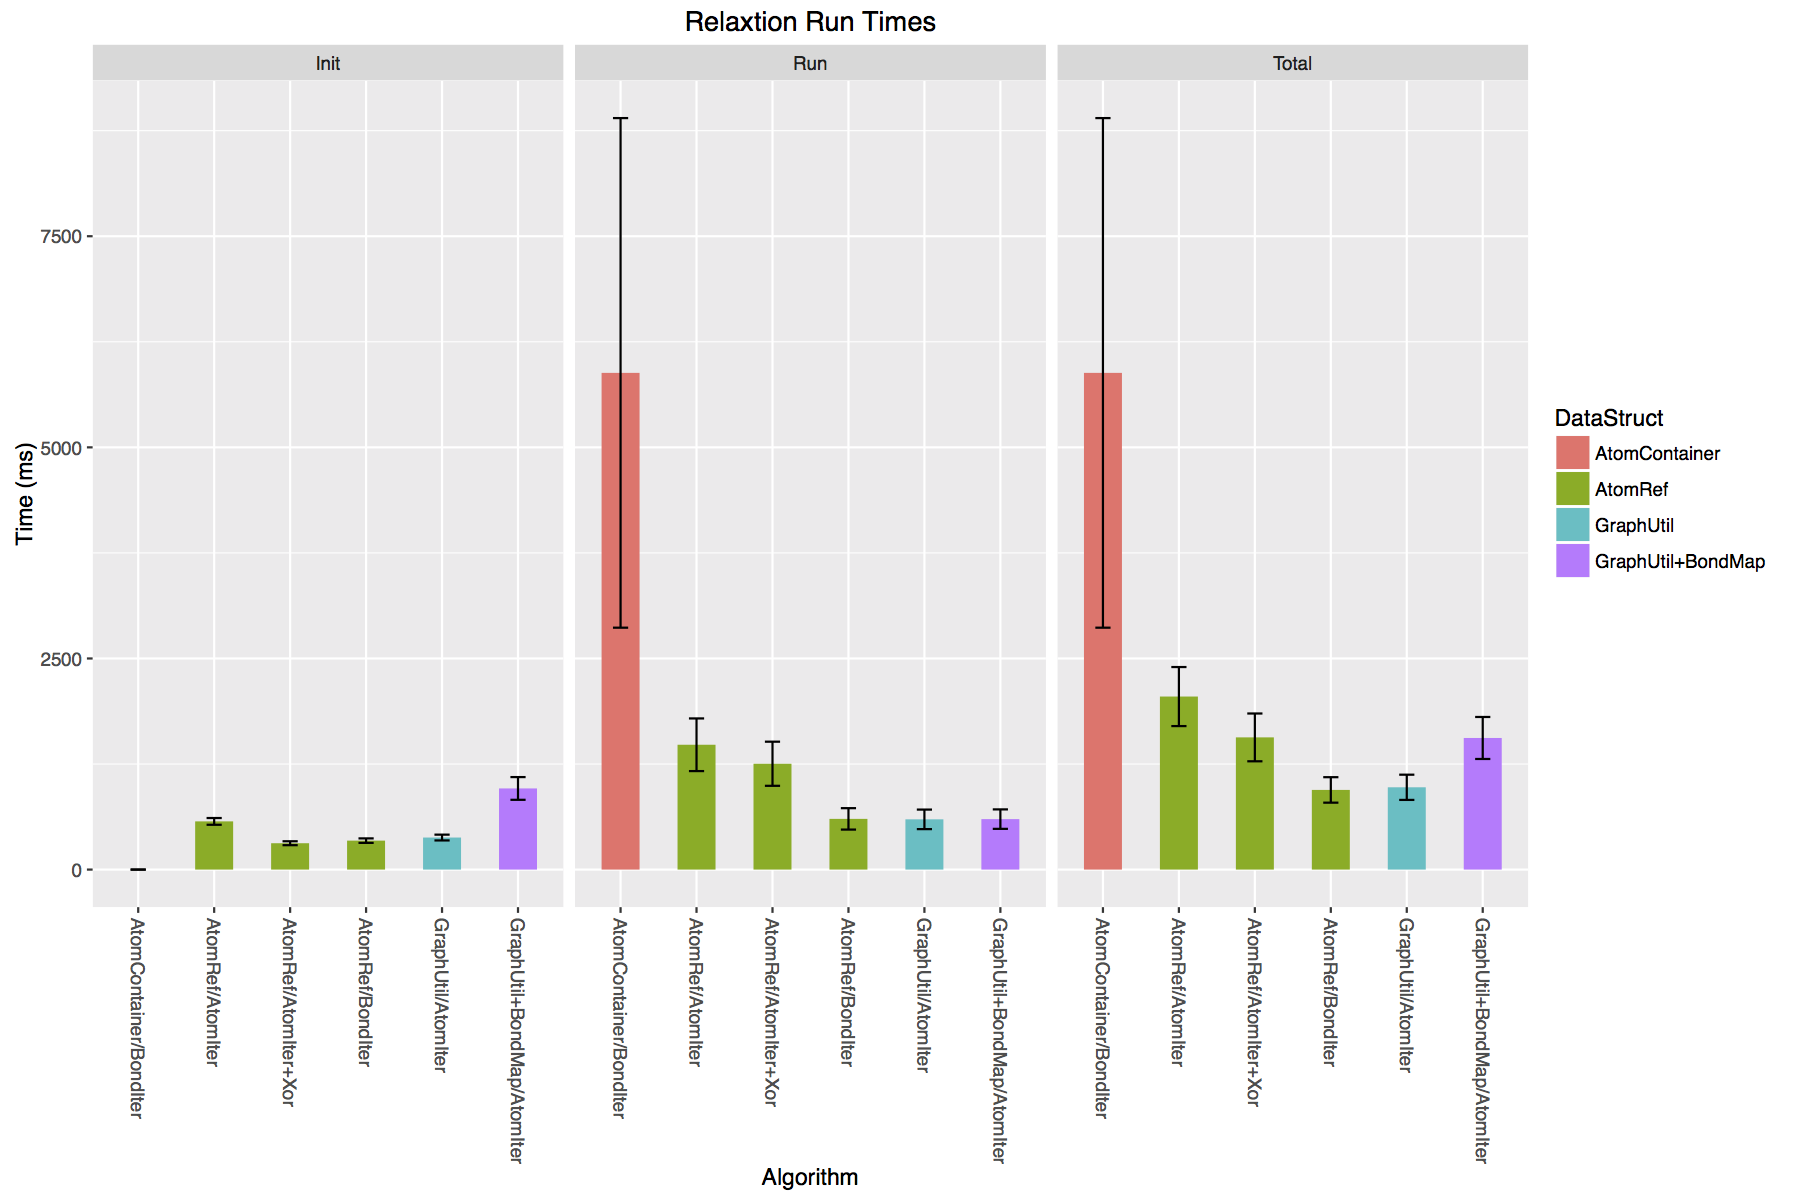 Relaxtion Run Times
Init
Run
Total
Time (ms)
7500
5000
2500
0
AtomContainer/BondIter
AtomRef/AtomIter
AtomRef/AtomIter+Xor
AtomRef/BondIter
GraphUtil/AtomIter
GraphUtil+BondMap/AtomIter
AtomContainer/BondIter
AtomRef/AtomIter
AtomRef/AtomIter+Xor
AtomRef/BondIter
GraphUtil/AtomIter
GraphUtil+BondMap/AtomIter
AtomContainer/BondIter
AtomRef/AtomIter
AtomRef/AtomIter+Xor
AtomRef/BondIter
GraphUtil/AtomIter
GraphUtil+BondMap/AtomIter
Algorithm
DataStruct
AtomContainer
AtomRef
GraphUtil
GraphUtil+BondMap